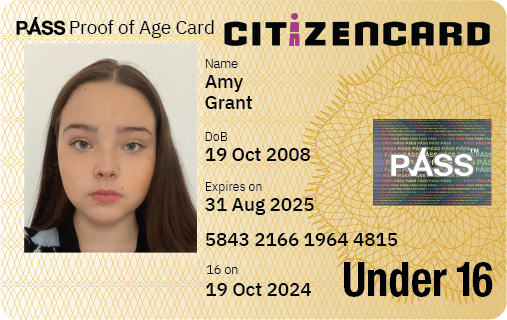 PASS Proof of Age Card
CITIZENCARD
Name
Amy
Grant
DoB
19 Oct 2008
Expires on
31 Aug 2025
5843 2166 1964 4815
16 on
19 Oct 2024
PASS™
Under 16